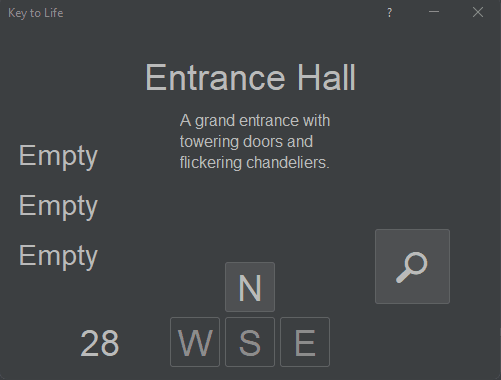 Key to Life
?
Entrance Hall
A grand entrance with
towering doors and
flickering chandeliers.
Empty
Empty
Empty
N
28
W S E